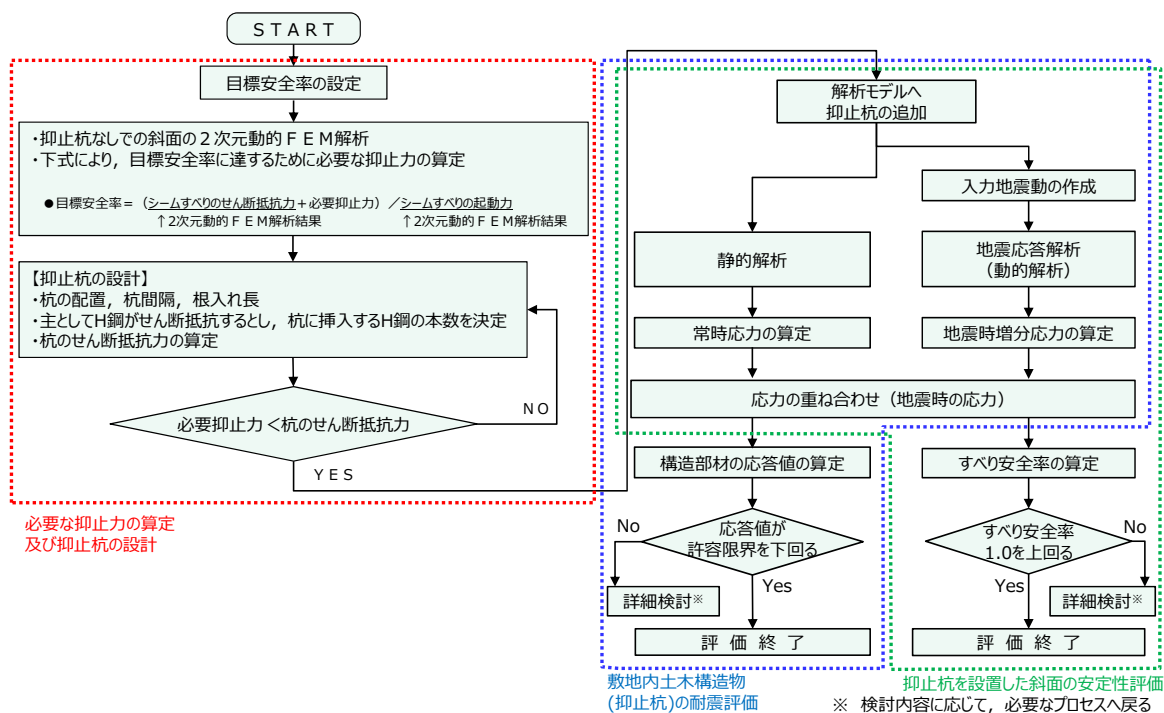 ＳＴＡＲＴ
目標安全率の設定
・抑止杭なしでの斜面の２次元動的ＦＥＭ解析
・下式により，目標安全率に達するために必要な抑止力の算定
●目標安全率＝（シームすべりのせん断抵抗力＋必要抑止力）／シームすべりの起動力
↑2次元動的ＦＥＭ解析結果 ↑2次元動的ＦＥＭ解析結果
【抑止杭の設計】
・杭の配置，杭間隔，根入れ長
・主としてH鋼がせん断抵抗するとし，杭に挿入するH鋼の本数を決定
・杭のせん断抵抗力の算定
必要抑止力＜杭のせん断抵抗力
ＮＯ
ＹＥＳ
必要な抑止力の算定
及び抑止杭の設計
解析モデルへ
抑止杭の追加
入力地震動の作成
静的解析
地震応答解析
（動的解析）
常時応力の算定
地震時増分応力の算定
応力の重ね合わせ（地震時の応力）
構造部材の応答値の算定
すべり安全率の算定
応答値が
許容限界を下回る
No
Yes
詳細検討※
評価終了
すべり安全率
1.0を上回る
No
Yes
詳細検討※
評価終了
敷地内土木構造物
(抑止杭)の耐震評価
抑止杭を設置した斜面の安定性評価
※ 検討内容に応じて，必要なプロセスへ戻る